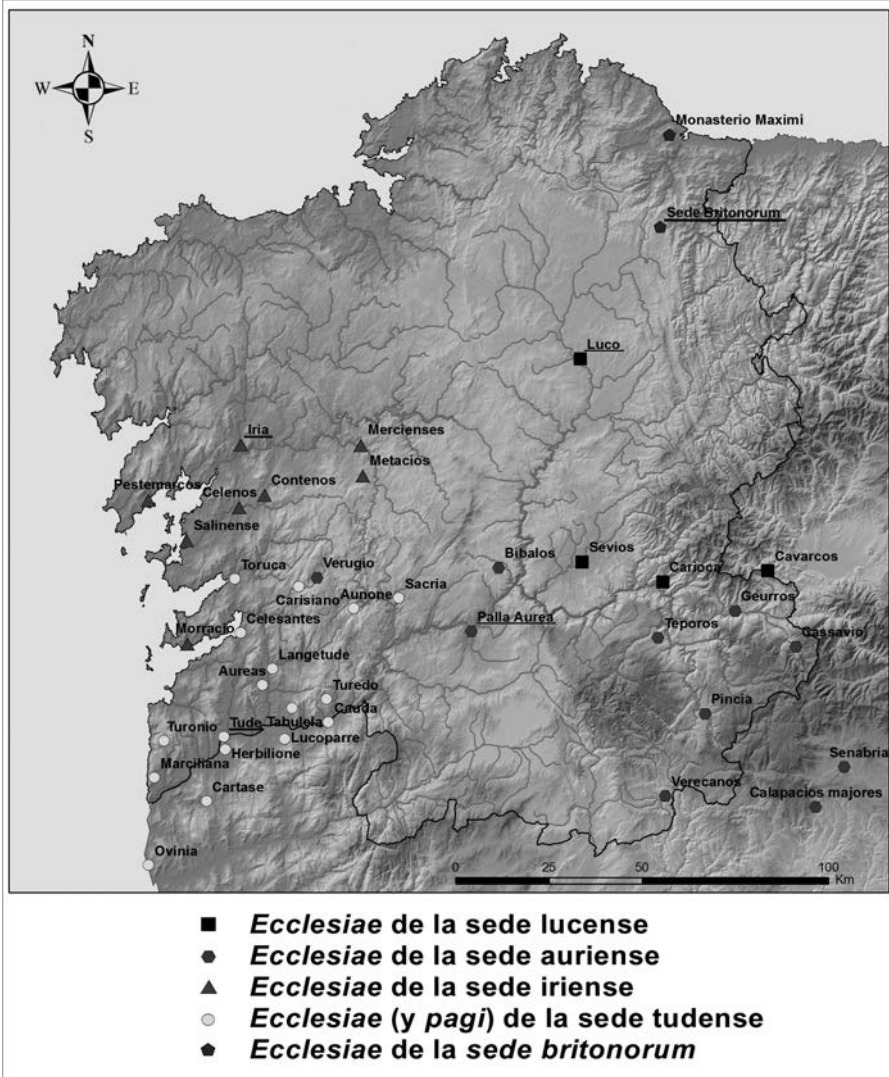 N
W E
S
Monasterio Maximi
Sede Britonorum
Luco
Iria
Mercienses
Metacios
Pestemarcos
Celenos
Contenos
Salinense
Toruca
Verugio
Bibalos
Sevios
Carioca
Cavarcos
Carisiano
Aunone
Sacria
Geurros
Morracio
Celesantes
Palla Aurea
Teporos
Cassavio
Langetude
Aureas
Turedo
Pincia
Turonio
Tude
Tabulela
Cauda
Herbilione
Lucoparre
Marciliana
Senabria
Cartase
Verecanos
Calapacios majores
Ovinia
0 25 50 100
Km
Ecclesiae de la sede lucense
Ecclesiae de la sede auriense
Ecclesiae de la sede iriense
Ecclesiae (y pagi) de la sede tudense
Ecclesiae de la sede britonorum